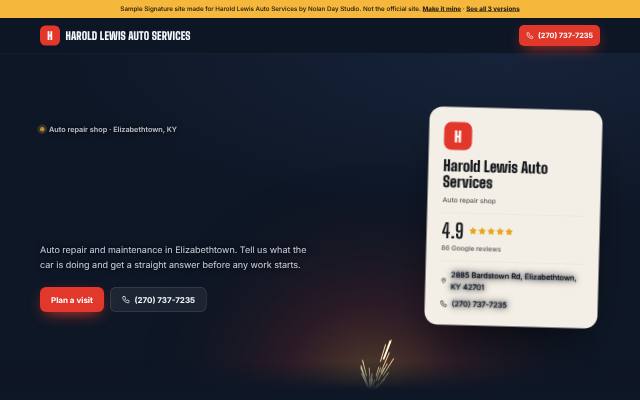 Sample Signature site made for Harold Lewis Auto Services by Nolan Day Studio. Not the official site. Make it mine · See all 3 versions
H HAROLD LEWIS AUTO SERVICES
(270) 737-7235
Auto repair shop · Elizabethtown, KY
Auto repair and maintenance in Elizabethtown. Tell us what the
car is doing and get a straight answer before any work starts.
Plan a visit
(270) 737-7235
H
Harold Lewis Auto
Services
Auto repair shop
4.9
86 Google reviews
2885 Bardstown Rd, Elizabethtown,
KY 42701
(270) 737-7235